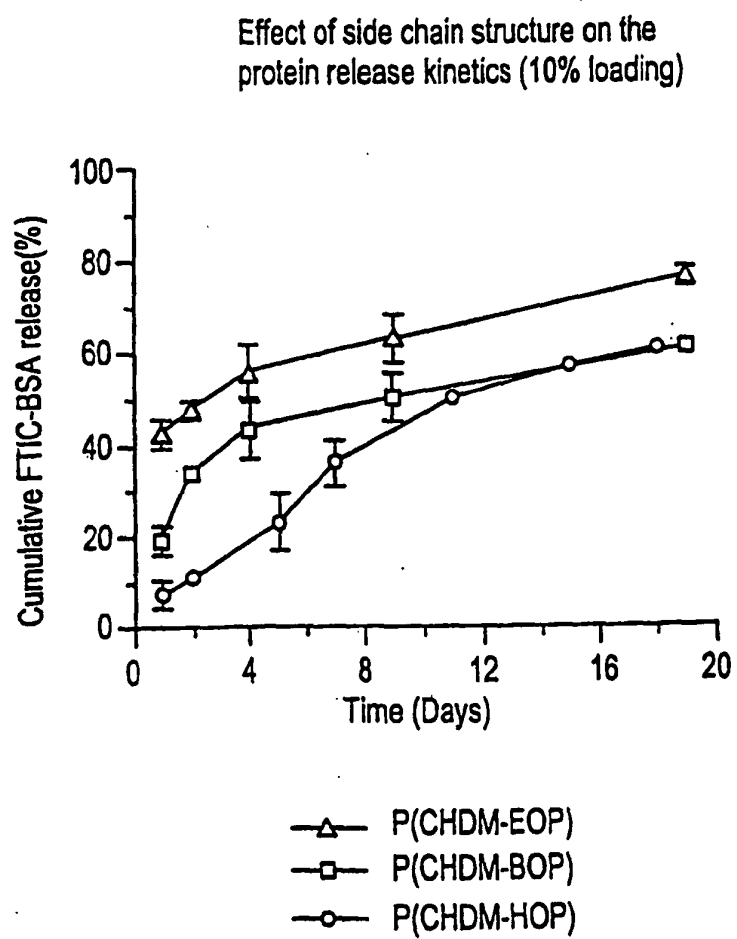 Effect of side chain structure on the
protein release kinetics (10% loading)
Cumulative FTIC-BSA release(%)
100
80
60
40
20
0
0 4 8 12 16 20
Time (Days)
P(CHDM-EOP)
P(CHDM-BOP)
P(CHDM-HOP)